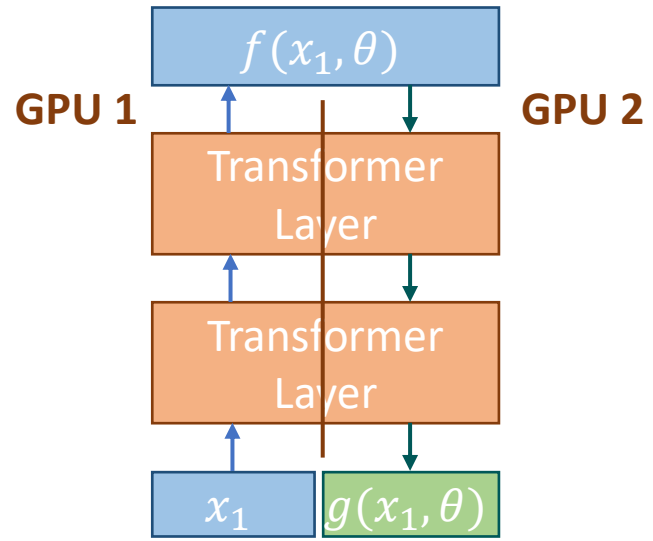 f(x₁, θ)
GPU 1
GPU 2
Transformer
Layer
Transformer
Layer
x₁
g(x₁, θ)